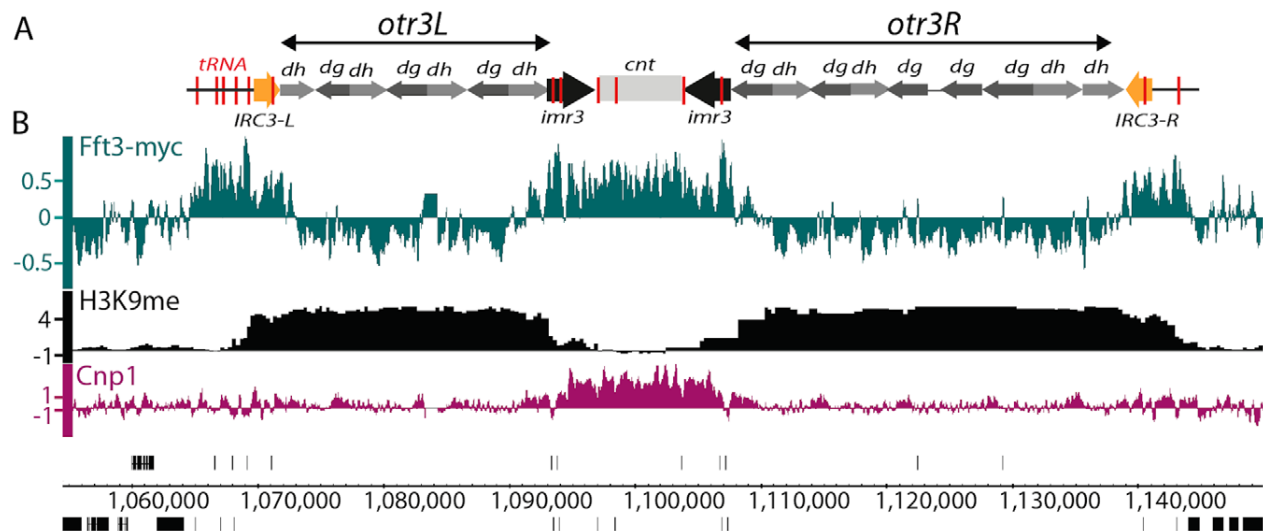 A
otr3L
otr3R
tRNA
dh
dg
dh
dg
dh
dg
dh
cnt
dg
dh
dg
dh
dg
dg
dh
dh
IRC3-L
imr3
imr3
IRC3-R
B
Fft3-myc
0.5
0
-0.5
H3K9me
4
-1
Cnp1
1
-1
1,060,000
1,070,000
1,080,000
1,090,000
1,100,000
1,110,000
1,120,000
1,130,000
1,140,000